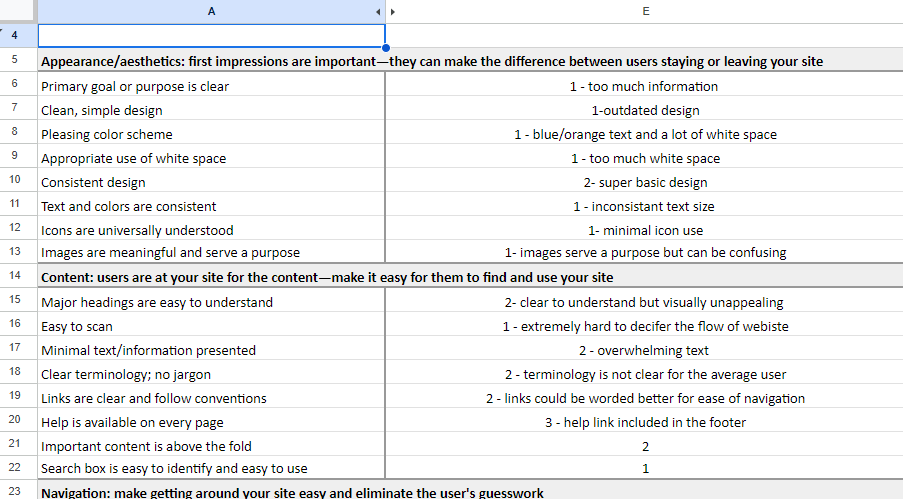 A E
4
5 Appearance/aesthetics: first impressions are important—they can make the difference between users staying or leaving your site
6 Primary goal or purpose is clear 1 - too much information
7 Clean, simple design 1-outdated design
8 Pleasing color scheme 1 - blue/orange text and a lot of white space
9 Appropriate use of white space 1 - too much white space
10 Consistent design 2- super basic design
11 Text and colors are consistent 1 - inconsistant text size
12 Icons are universally understood 1- minimal icon use
13 Images are meaningful and serve a purpose 1- images serve a purpose but can be confusing
14 Content: users are at your site for the content—make it easy for them to find and use your site
15 Major headings are easy to understand 2- clear to understand but visually unappealing
16 Easy to scan 1 - extremely hard to decifer the flow of webiste
17 Minimal text/information presented 2 - overwhelming text
18 Clear terminology; no jargon 2 - terminology is not clear for the average user
19 Links are clear and follow conventions 2 - links could be worded better for ease of navigation
20 Help is available on every page 3 - help link included in the footer
21 Important content is above the fold 2
22 Search box is easy to identify and easy to use 1
23 Navigation: make getting around your site easy and eliminate the user's guesswork